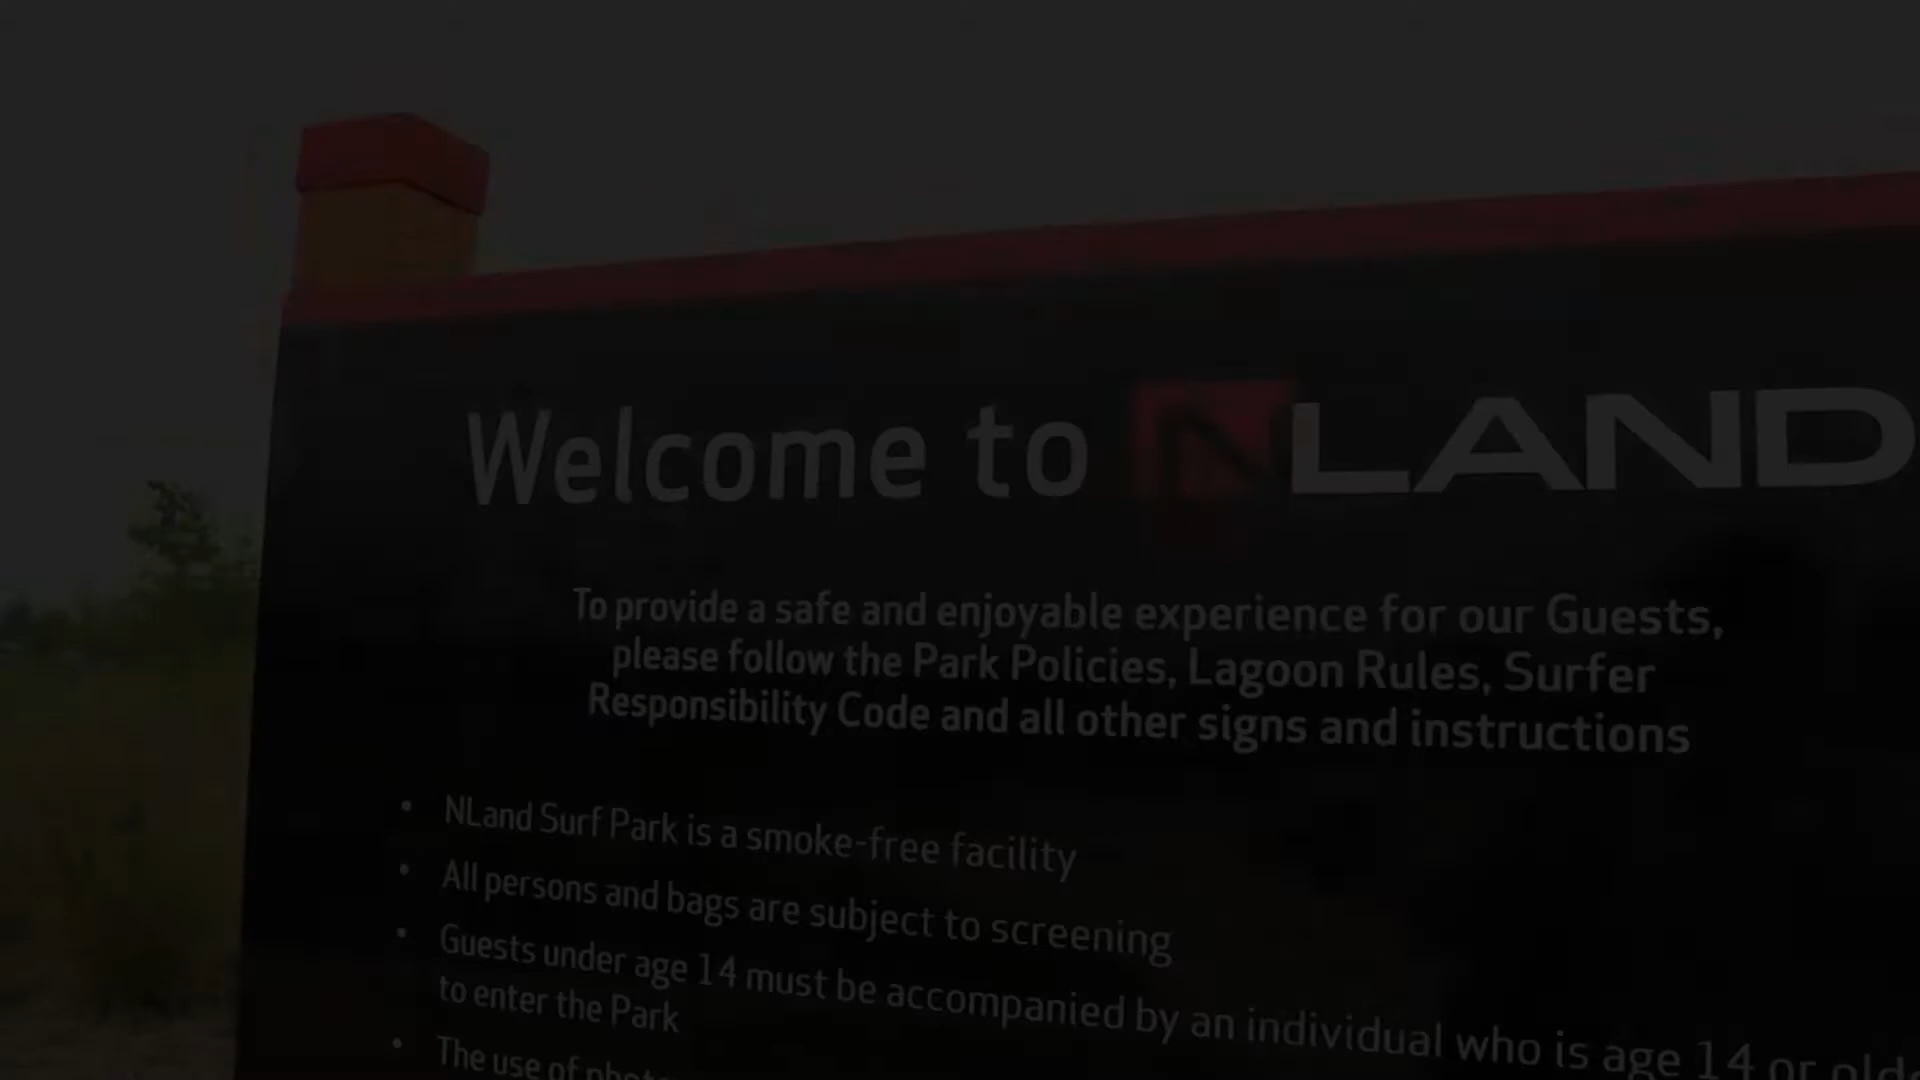 Welcome to NLAND
To provide a safe and enjoyable experience for our Guests,
please follow the Park Policies, Lagoon Rules, Surfer
Responsibility Code and all other signs and instructions
• NLand Surf Park is a smoke-free facility
• All persons and bags are subject to screening
• Guests under age 14 must be accompanied by an individual who is age 14 or
to enter the Park
• The use of